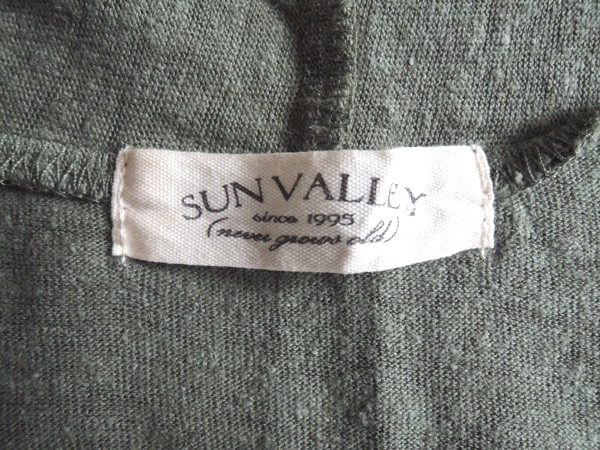 SUN VALLEY
since 1995
(never grows old)